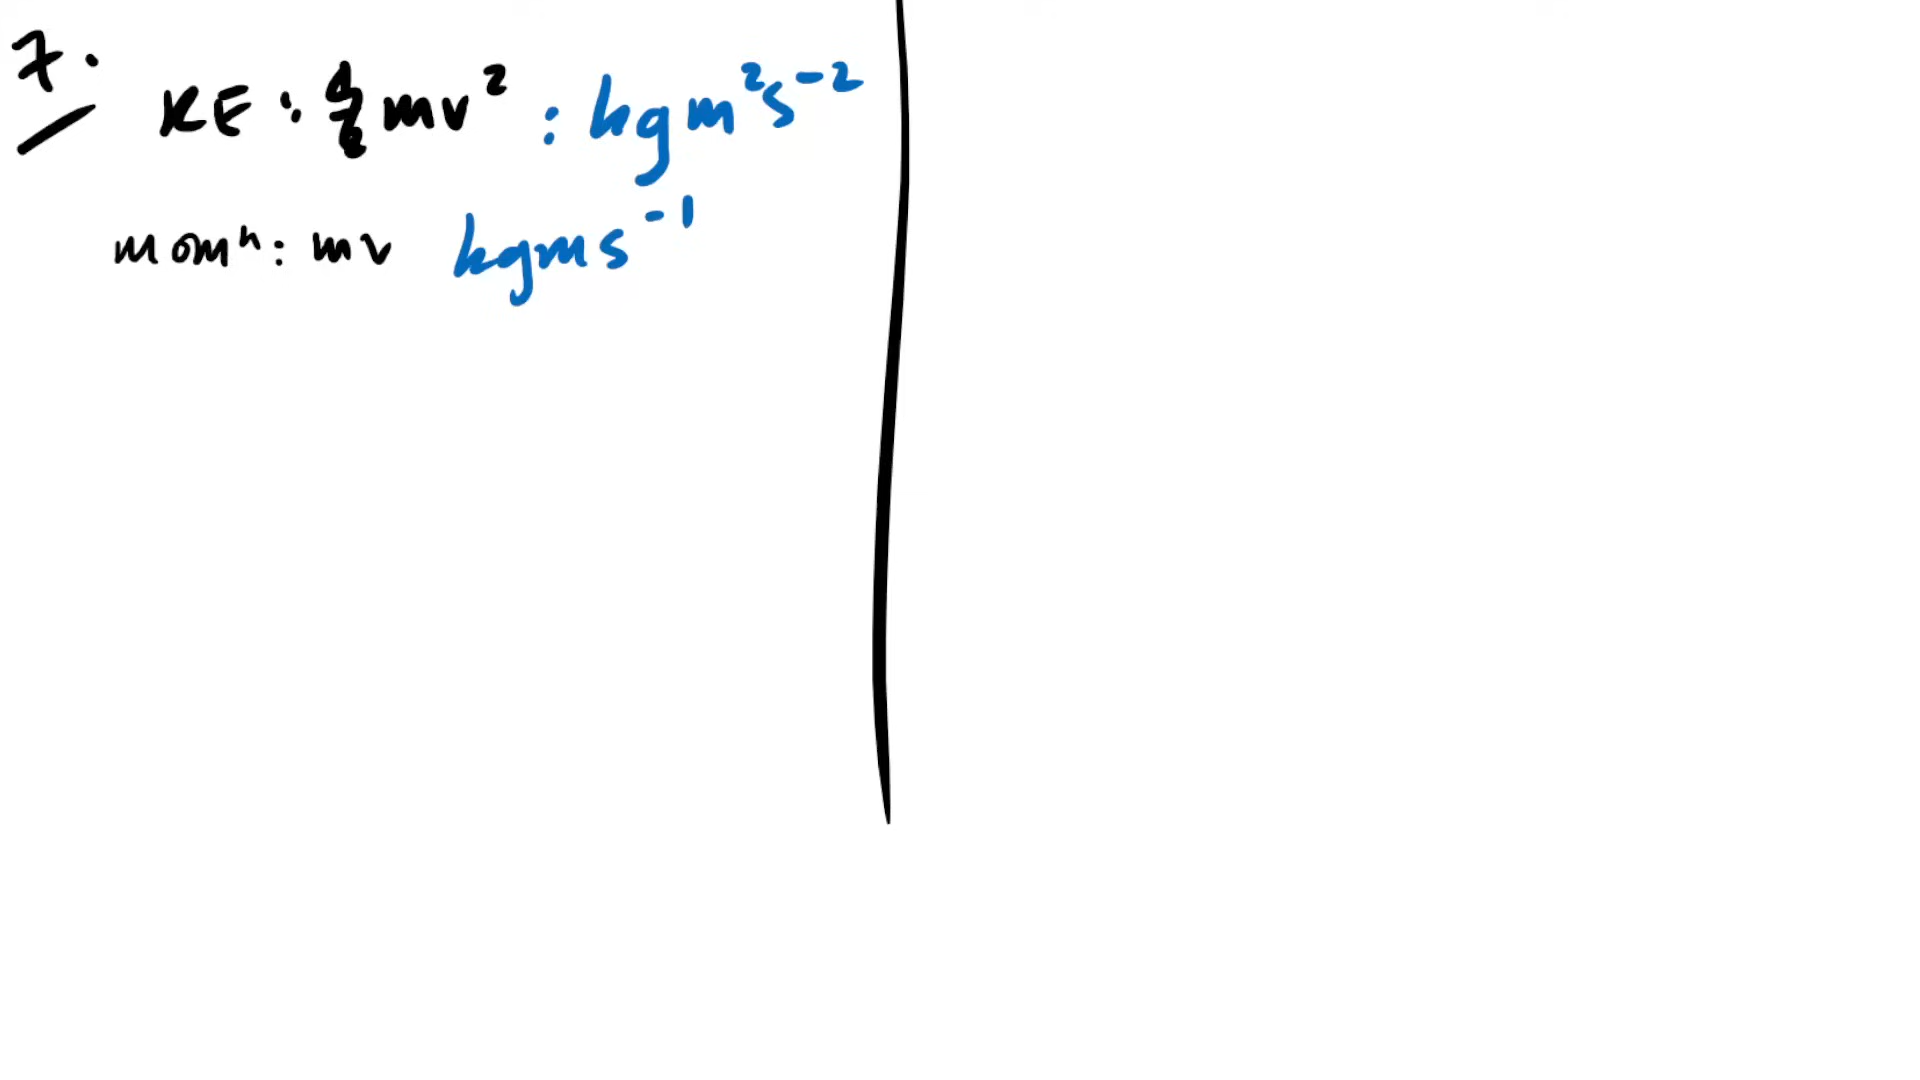 7.
KE : ½mv² : kgm²s⁻²
momⁿ : mv kgms⁻¹